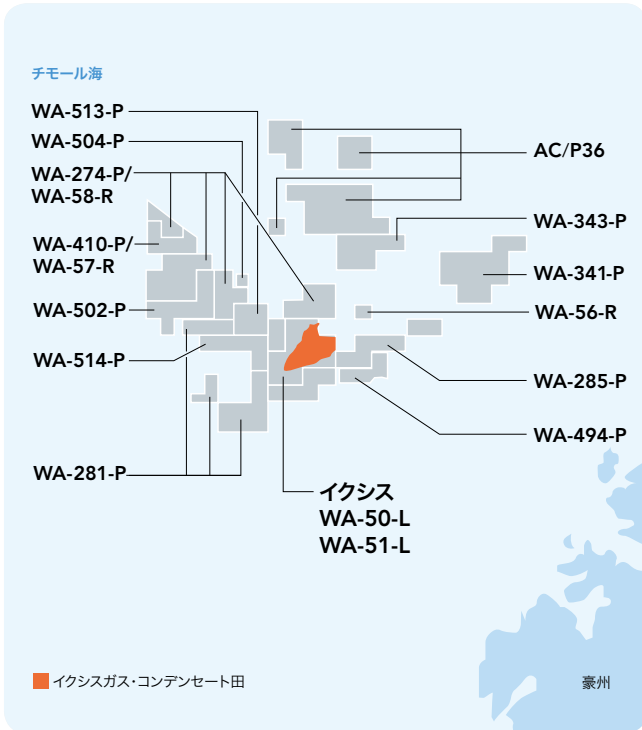 チモール海
WA-513-P
WA-504-P
WA-274-P/
WA-58-R
WA-410-P/
WA-57-R
WA-502-P
WA-514-P
WA-281-P
AC/P36
WA-343-P
WA-341-P
WA-56-R
WA-285-P
WA-494-P
イクシス
WA-50-L
WA-51-L
イクシスガス・コンデンセート田
豪州